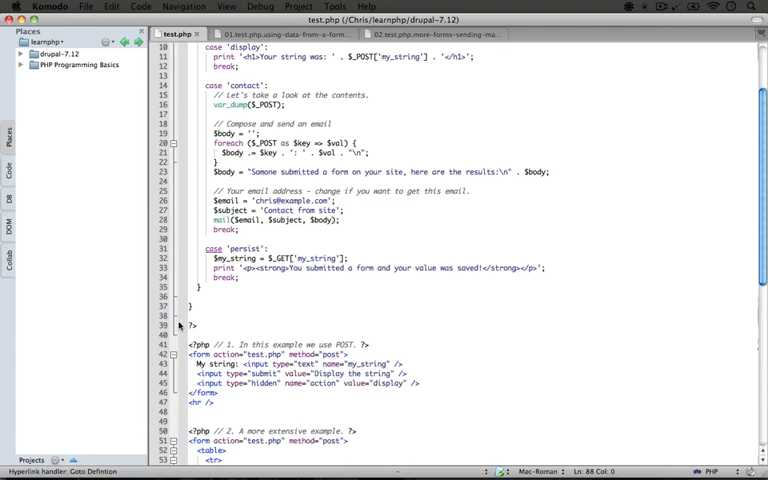 Komodo File Edit Code Navigation View Debug Project Tools Window Help
test.php (/Chris/learnphp/drupal-7.12)
Places
test.php
01.test.php.using-data-from-a-form...
02.test.php.more-forms-sending-ma...
learnphp
drupal-7.12
PHP Programming Basics
Places
Code
DB
DOM
Collab
10 case 'display':
11 print '<h1>Your string was: ' . $_POST['my_string'] . '</h1>';
12 break;
13
14 case 'contact':
15 // Let's take a look at the contents.
16 var_dump($_POST);
17
18 // Compose and send an email
19 $body = '';
20 foreach ($_POST as $key => $val) {
21 $body .= $key . ': ' . $val . "\n";
22 }
23 $body = "Somone submitted a form on your site, here are the results:\n" . $body;
24
25 // Your email address - change if you want to get this email.
26 $email = 'chris@example.com';
27 $subject = 'Contact from site';
28 mail($email, $subject, $body);
29 break;
30
31 case 'persist':
32 $my_string = $_GET['my_string'];
33 print '<p><strong>You submitted a form and your value was saved!</strong></p>';
34 break;
35 }
36
37 }
38
39 ?>
40
41 <?php // 1. In this example we use POST. ?>
42 <form action="test.php" method="post">
43 My string: <input type="text" name="my_string" />
44 <input type="submit" value="Display the string" />
45 <input type="hidden" name="action" value="display" />
46 </form>
47 <hr />
48
49
50 <?php // 2. A more extensive example. ?>
51 <form action="test.php" method="post">
52 <table>
53 <tr>
Projects
Hyperlink handler: Goto Defintion
Mac-Roman
Ln: 88 Col: 0
PHP